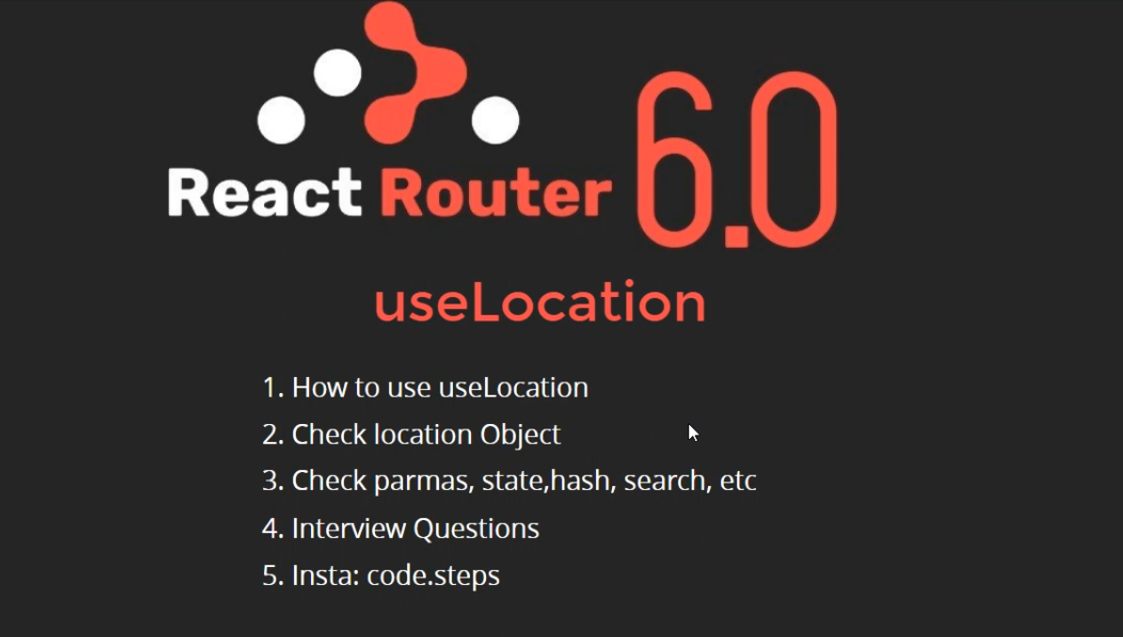 React Router 6.0
useLocation
1. How to use useLocation
2. Check location Object
3. Check parmas, state,hash, search, etc
4. Interview Questions
5. Insta: code.steps